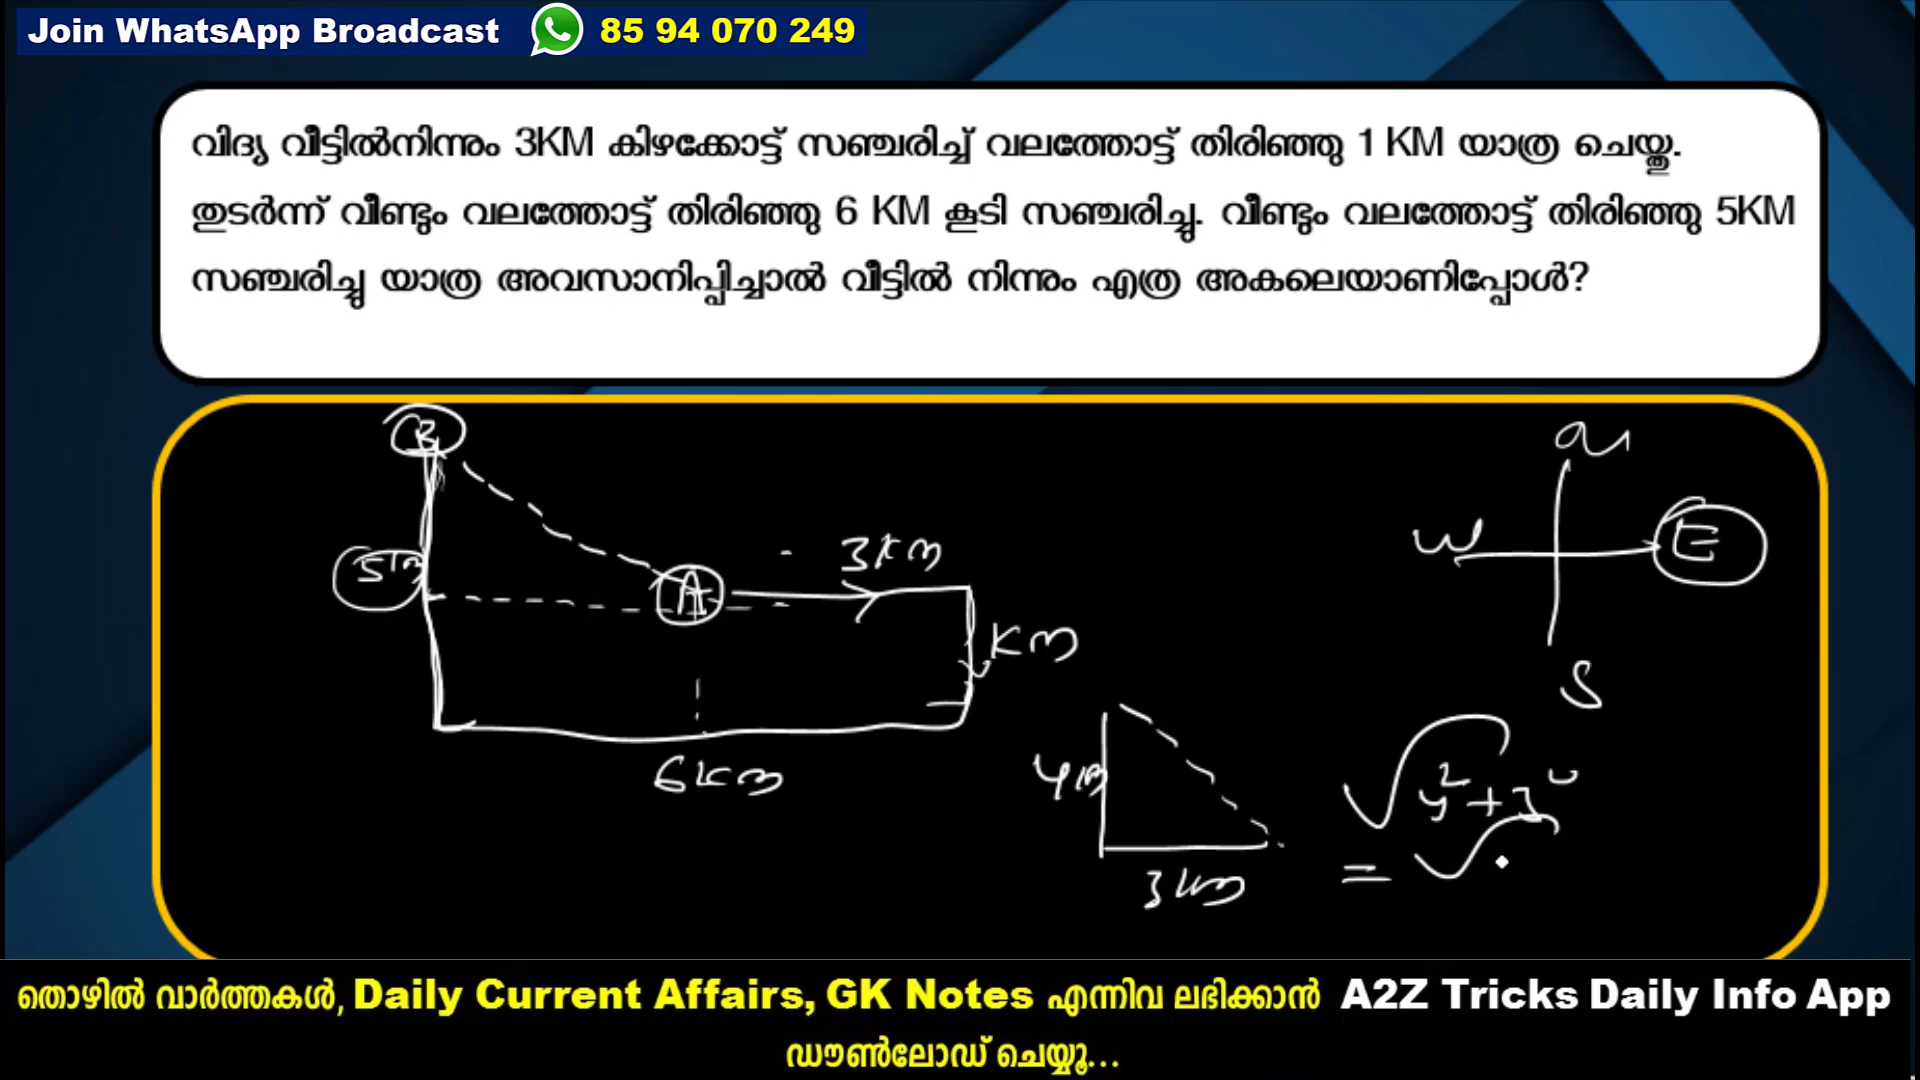 Join WhatsApp Broadcast 85 94 070 249
വിദ്യ വീട്ടിൽനിന്നും 3KM കിഴക്കോട്ട് സഞ്ചരിച്ച് വലത്തോട്ട് തിരിഞ്ഞു 1 KM യാത്ര ചെയ്തു.
തുടർന്ന് വീണ്ടും വലത്തോട്ട് തിരിഞ്ഞു 6 KM കൂടി സഞ്ചരിച്ചു. വീണ്ടും വലത്തോട്ട് തിരിഞ്ഞു 5KM
സഞ്ചരിച്ചു യാത്ര അവസാനിപ്പിച്ചാൽ വീട്ടിൽ നിന്നും എത്ര അകലെയാണിപ്പോൾ?
B
3km
W E
A
km
S
6km
3km
തൊഴിൽ വാർത്തകൾ, Daily Current Affairs, GK Notes എന്നിവ ലഭിക്കാൻ A2Z Tricks Daily Info App
ഡൗൺലോഡ് ചെയ്യൂ...